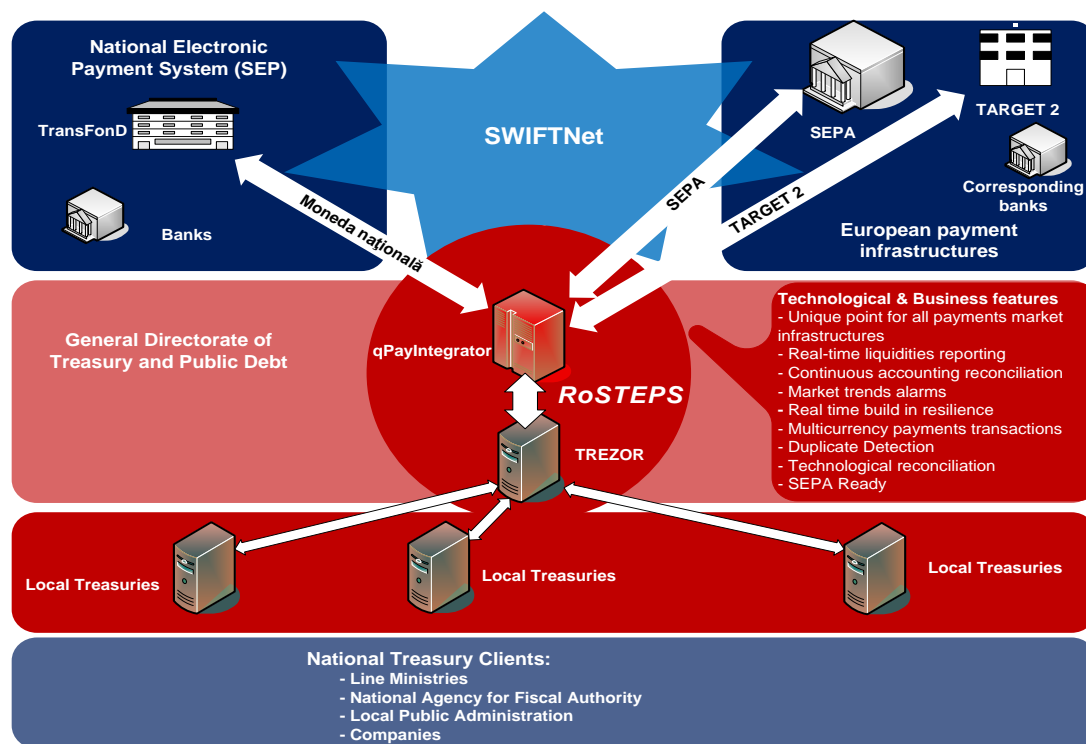 National Electronic
Payment System (SEP)
TransFonD
Banks
SWIFTNet
SEPA
TARGET 2
Corresponding
banks
European payment
infrastructures
Moneda naţională
SEPA
TARGET 2
General Directorate of
Treasury and Public Debt
qPayIntegrator
RoSTEPS
TREZOR
Technological & Business features
- Unique point for all payments market
infrastructures
- Real-time liquidities reporting
- Continuous accounting reconciliation
- Market trends alarms
- Real time build in resilience
- Multicurrency payments transactions
- Duplicate Detection
- Technological reconciliation
- SEPA Ready
Local Treasuries
Local Treasuries
Local Treasuries
National Treasury Clients:
- Line Ministries
- National Agency for Fiscal Authority
- Local Public Administration
- Companies